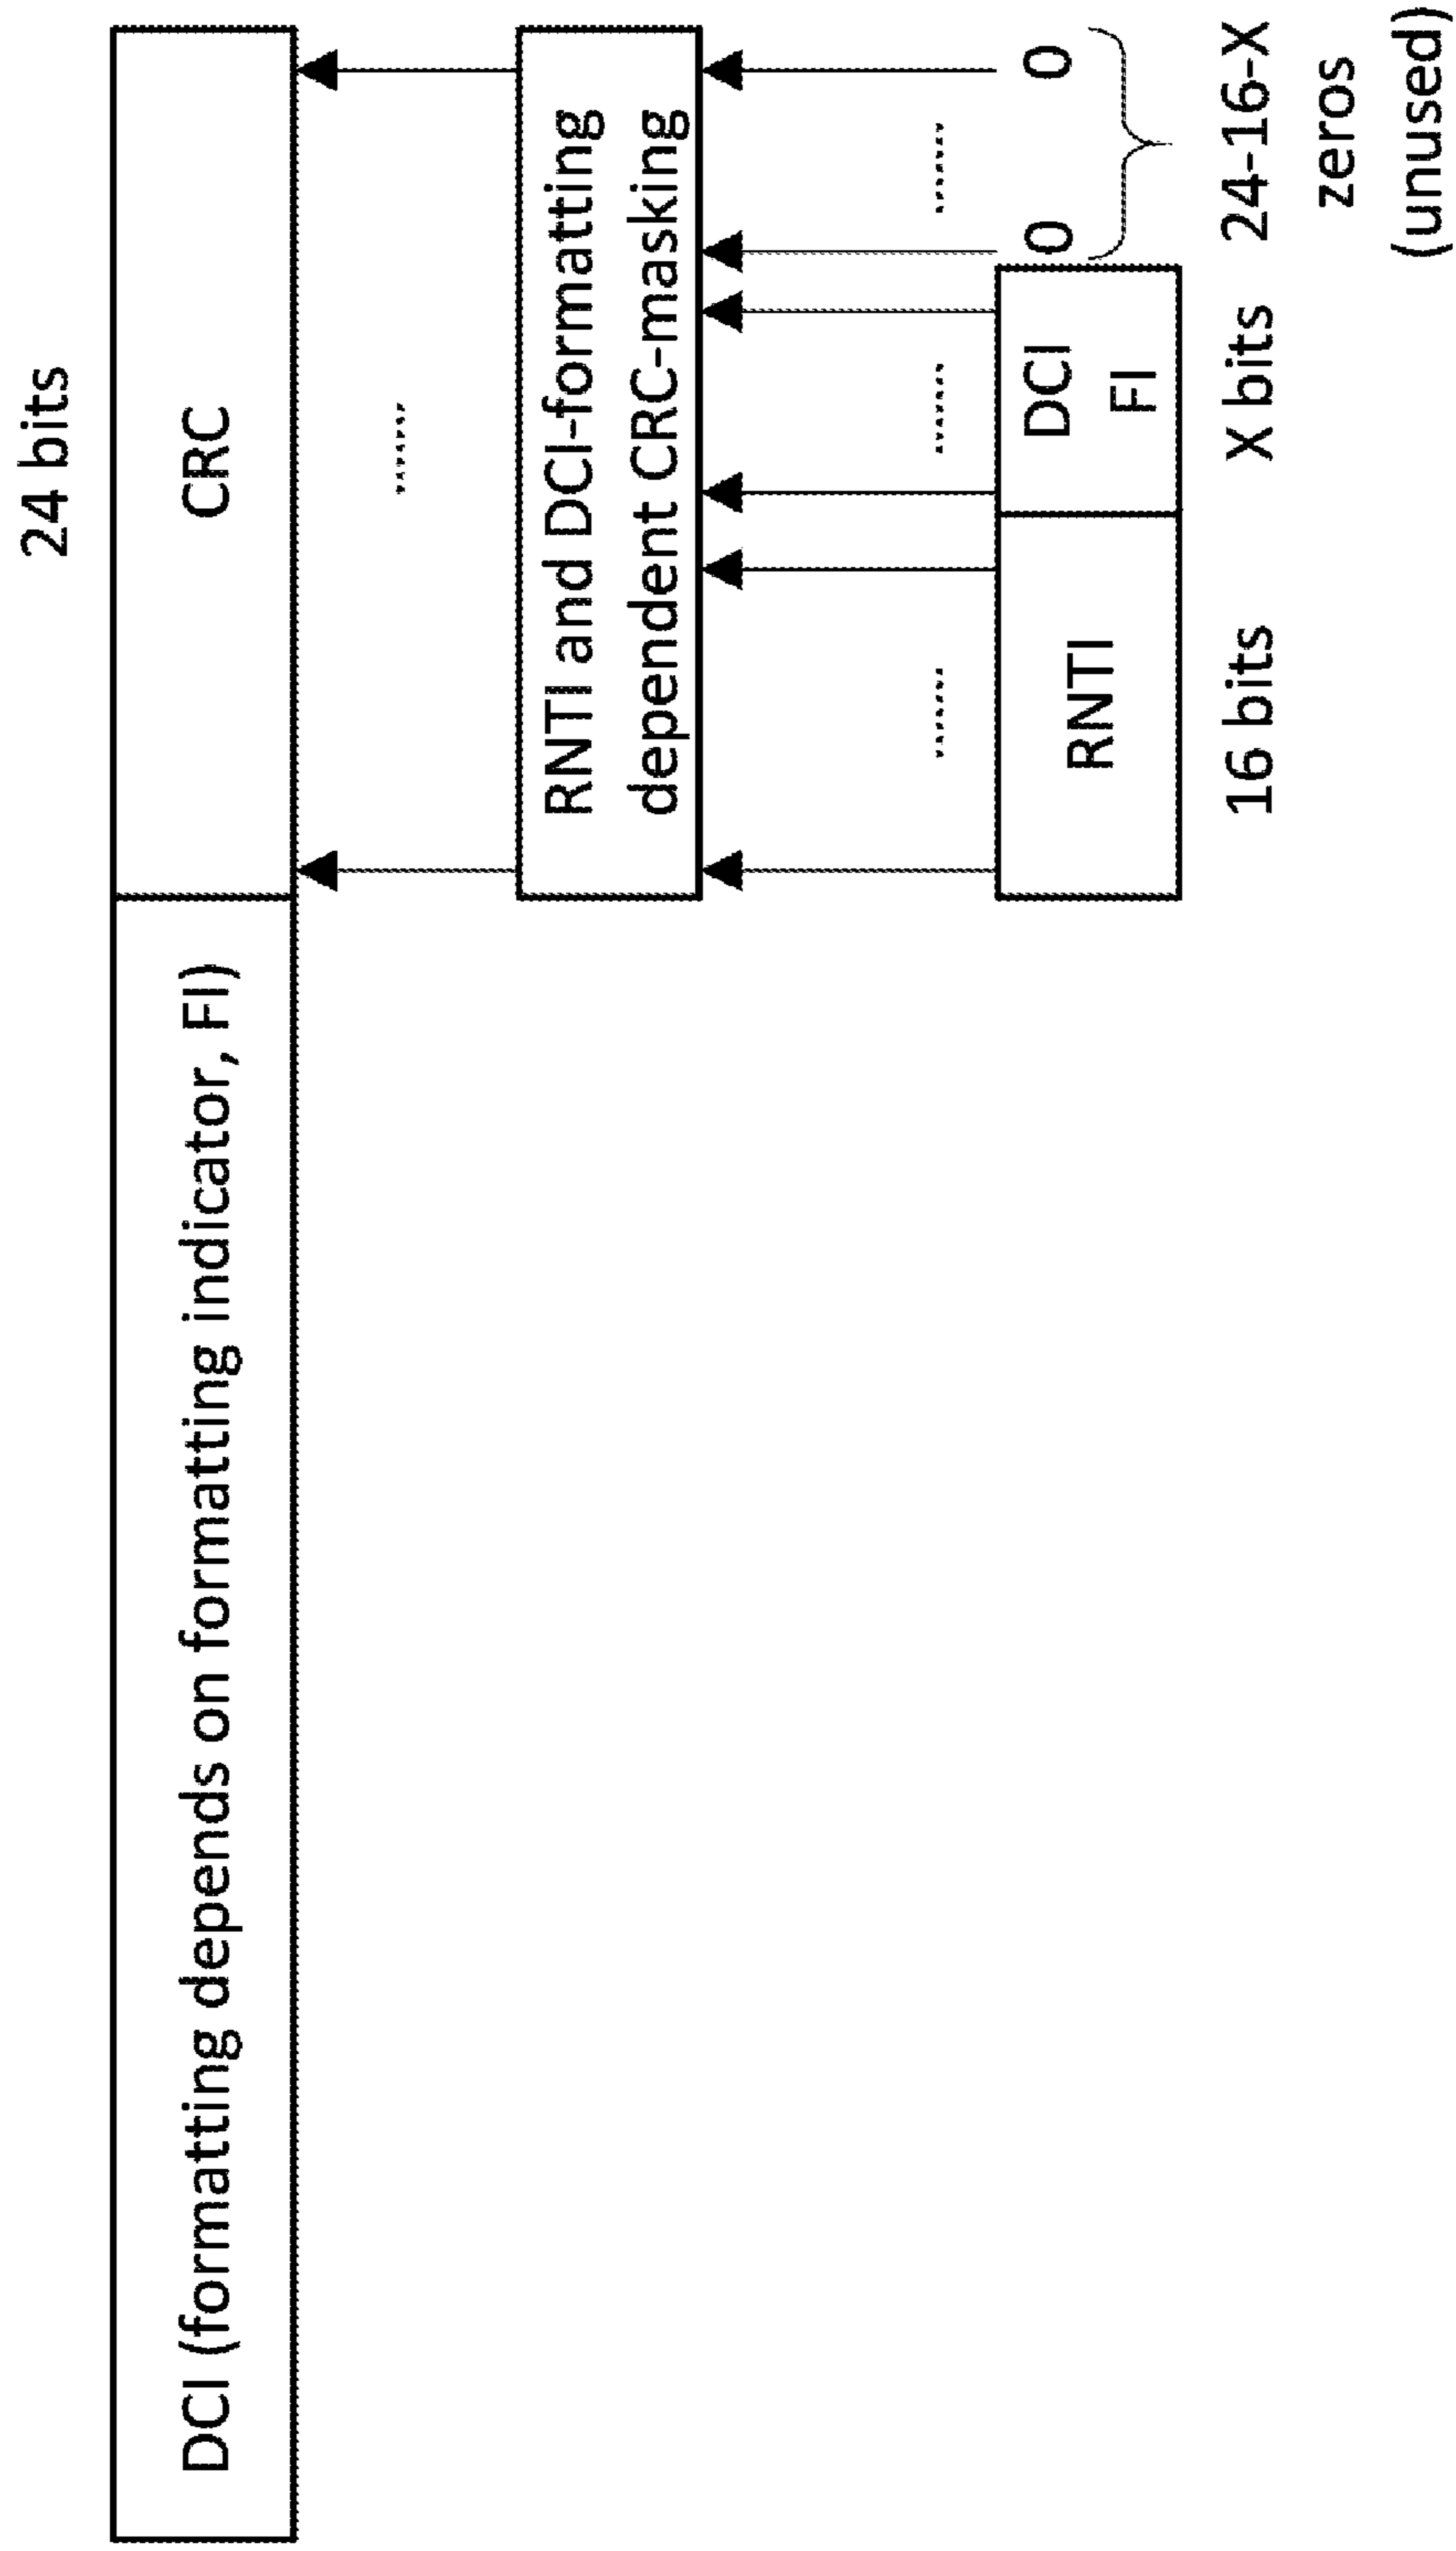 24 bits
DCI (formatting depends on formatting indicator, FI)
CRC
RNTI and DCI-formatting
dependent CRC-masking
RNTI
DCI
FI
0
0
16 bits
X bits
24-16-X
zeros
(unused)